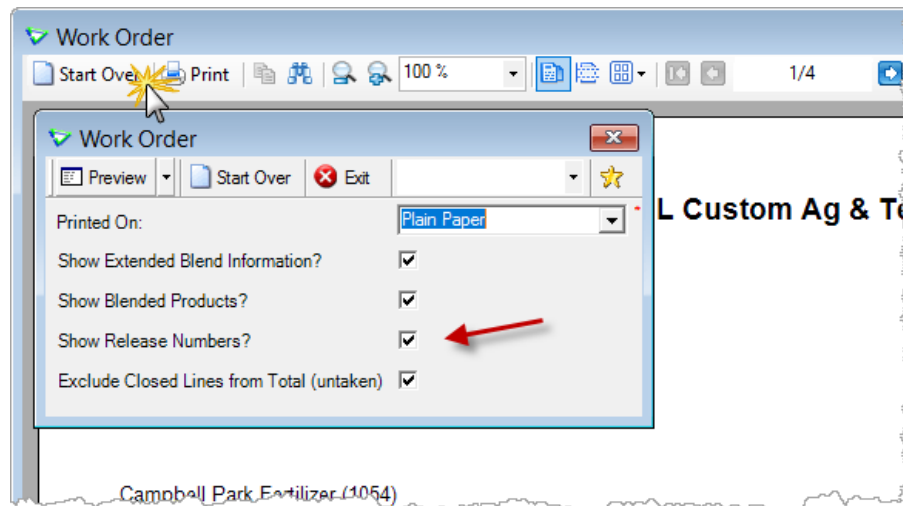 Work Order
Start Over Print 100 % 1/4
Work Order
Preview Start Over Exit
L Custom Ag & Te
Printed On: Plain Paper *
Show Extended Blend Information?
Show Blended Products?
Show Release Numbers?
Exclude Closed Lines from Total (untaken)
Campbell Park Fertilizer (1054)